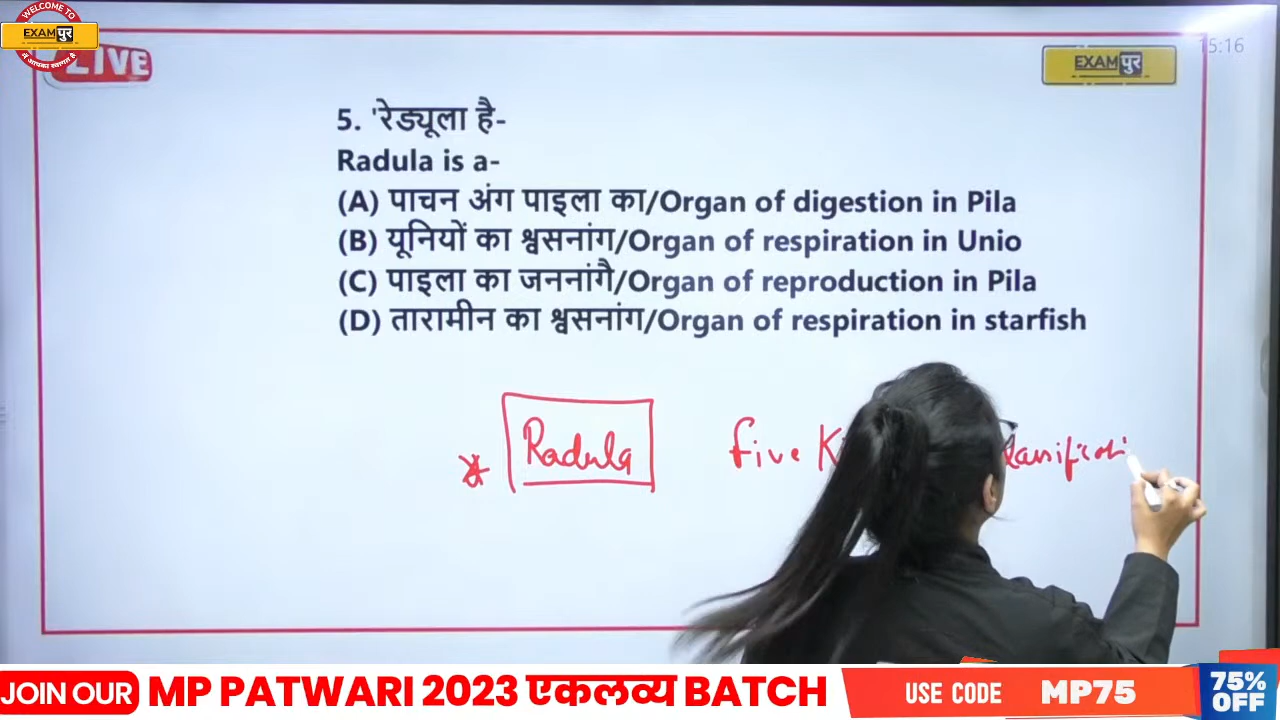 WELCOME TO
EXAMपुर
में आपका स्वागत है
LIVE
EXAMपुर
15:16
5. 'रेड्यूला है-
Radula is a-
(A) पाचन अंग पाइला का/Organ of digestion in Pila
(B) यूनियों का श्वसनांग/Organ of respiration in Unio
(C) पाइला का जननांगै/Organ of reproduction in Pila
(D) तारामीन का श्वसनांग/Organ of respiration in starfish
Radula five
JOIN OUR MP PATWARI 2023 एकलव्य BATCH USE CODE MP75 75% OFF